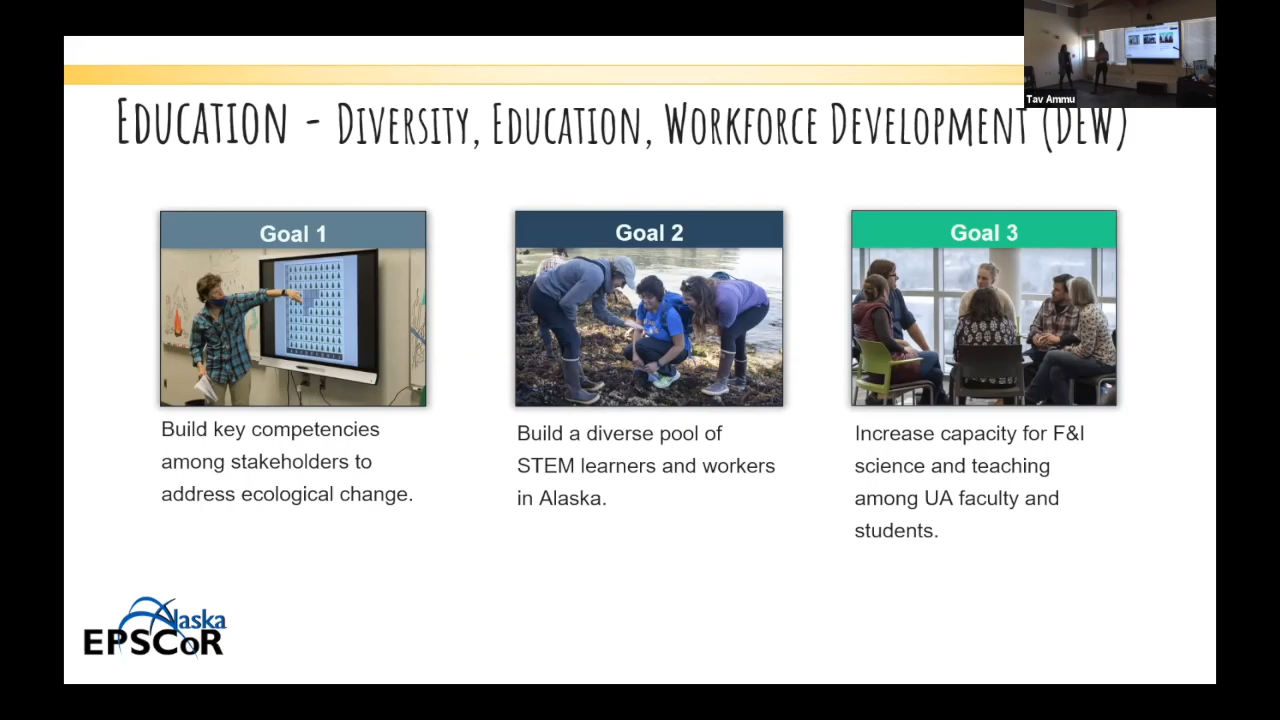 Tav Ammu
Education - Diversity, Education, Workforce Development (DEW)
Goal 1
Build key competencies
among stakeholders to
address ecological change.
Goal 2
Build a diverse pool of
STEM learners and workers
in Alaska.
Goal 3
Increase capacity for F&I
science and teaching
among UA faculty and
students.
Alaska
EPSCoR